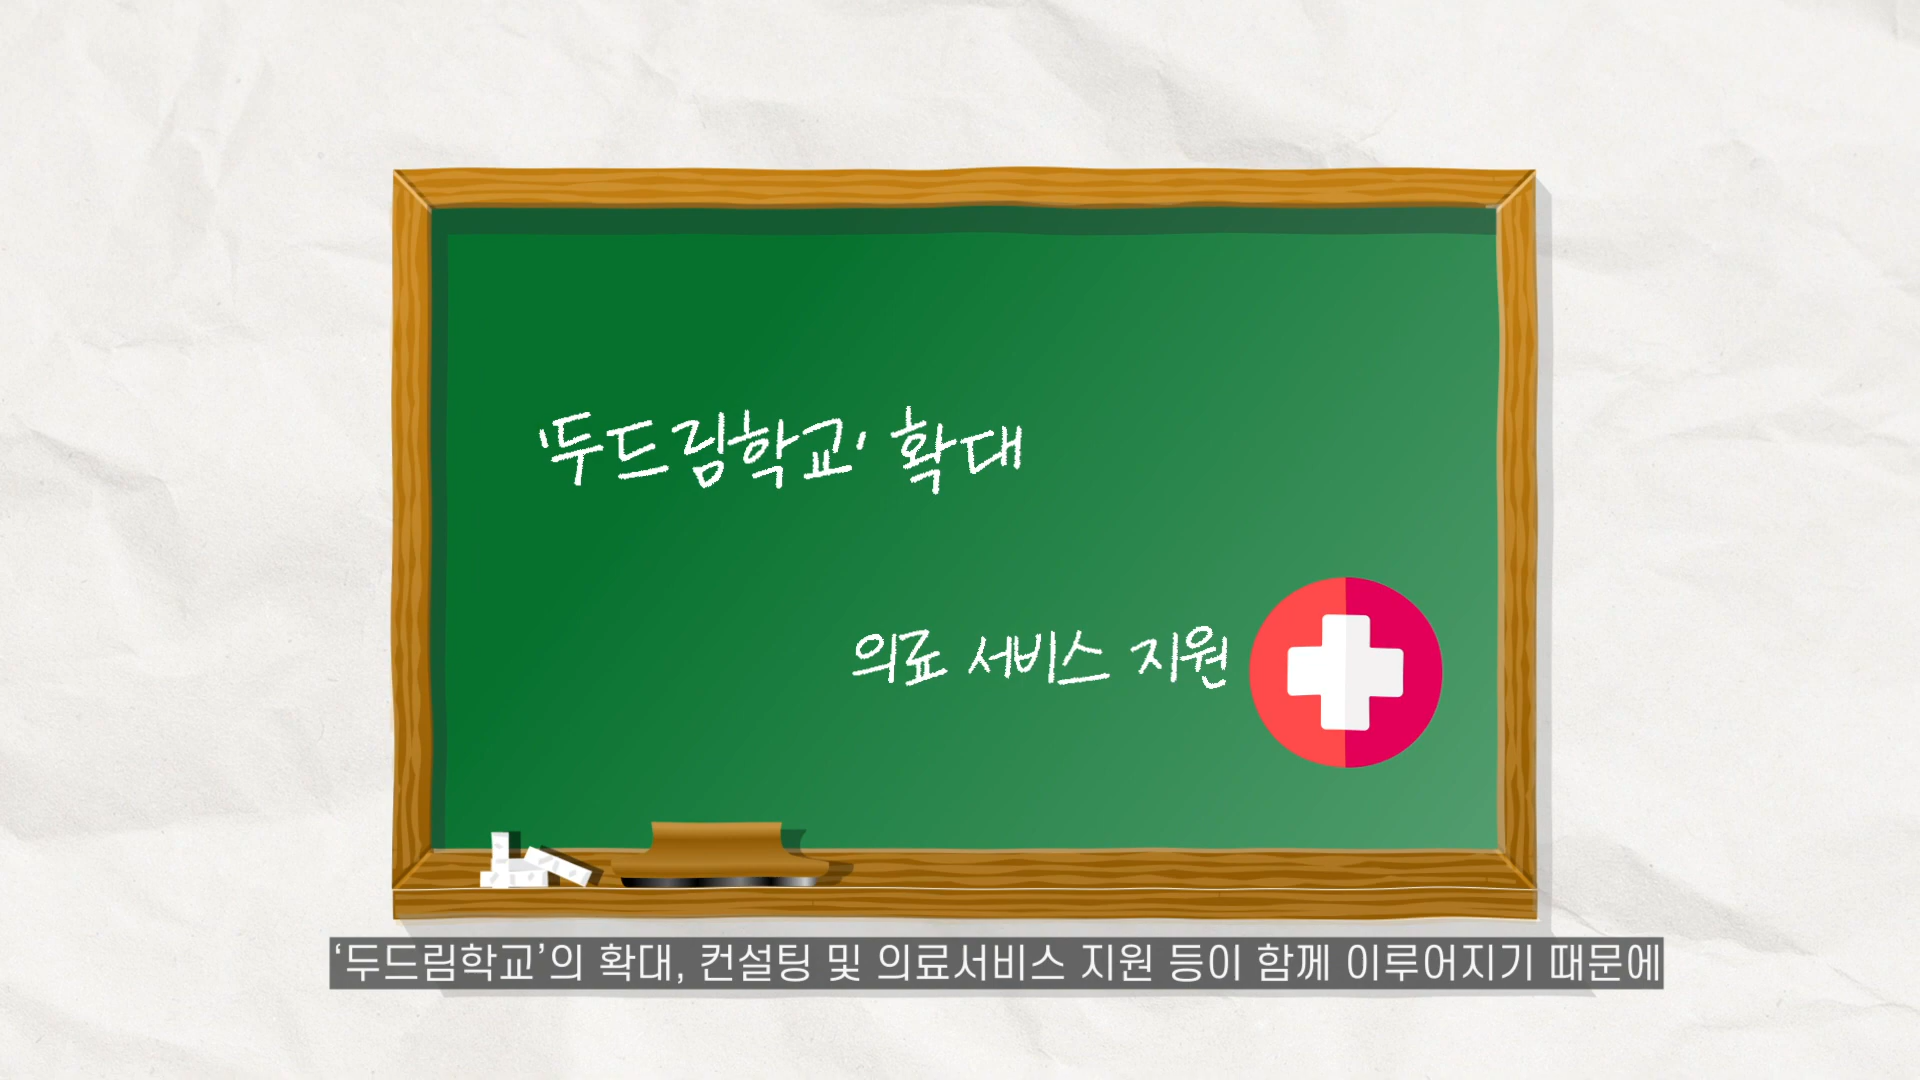 '두드림학교' 확대
의료 서비스 지원
‘두드림학교’의 확대, 컨설팅 및 의료서비스 지원 등이 함께 이루어지기 때문에